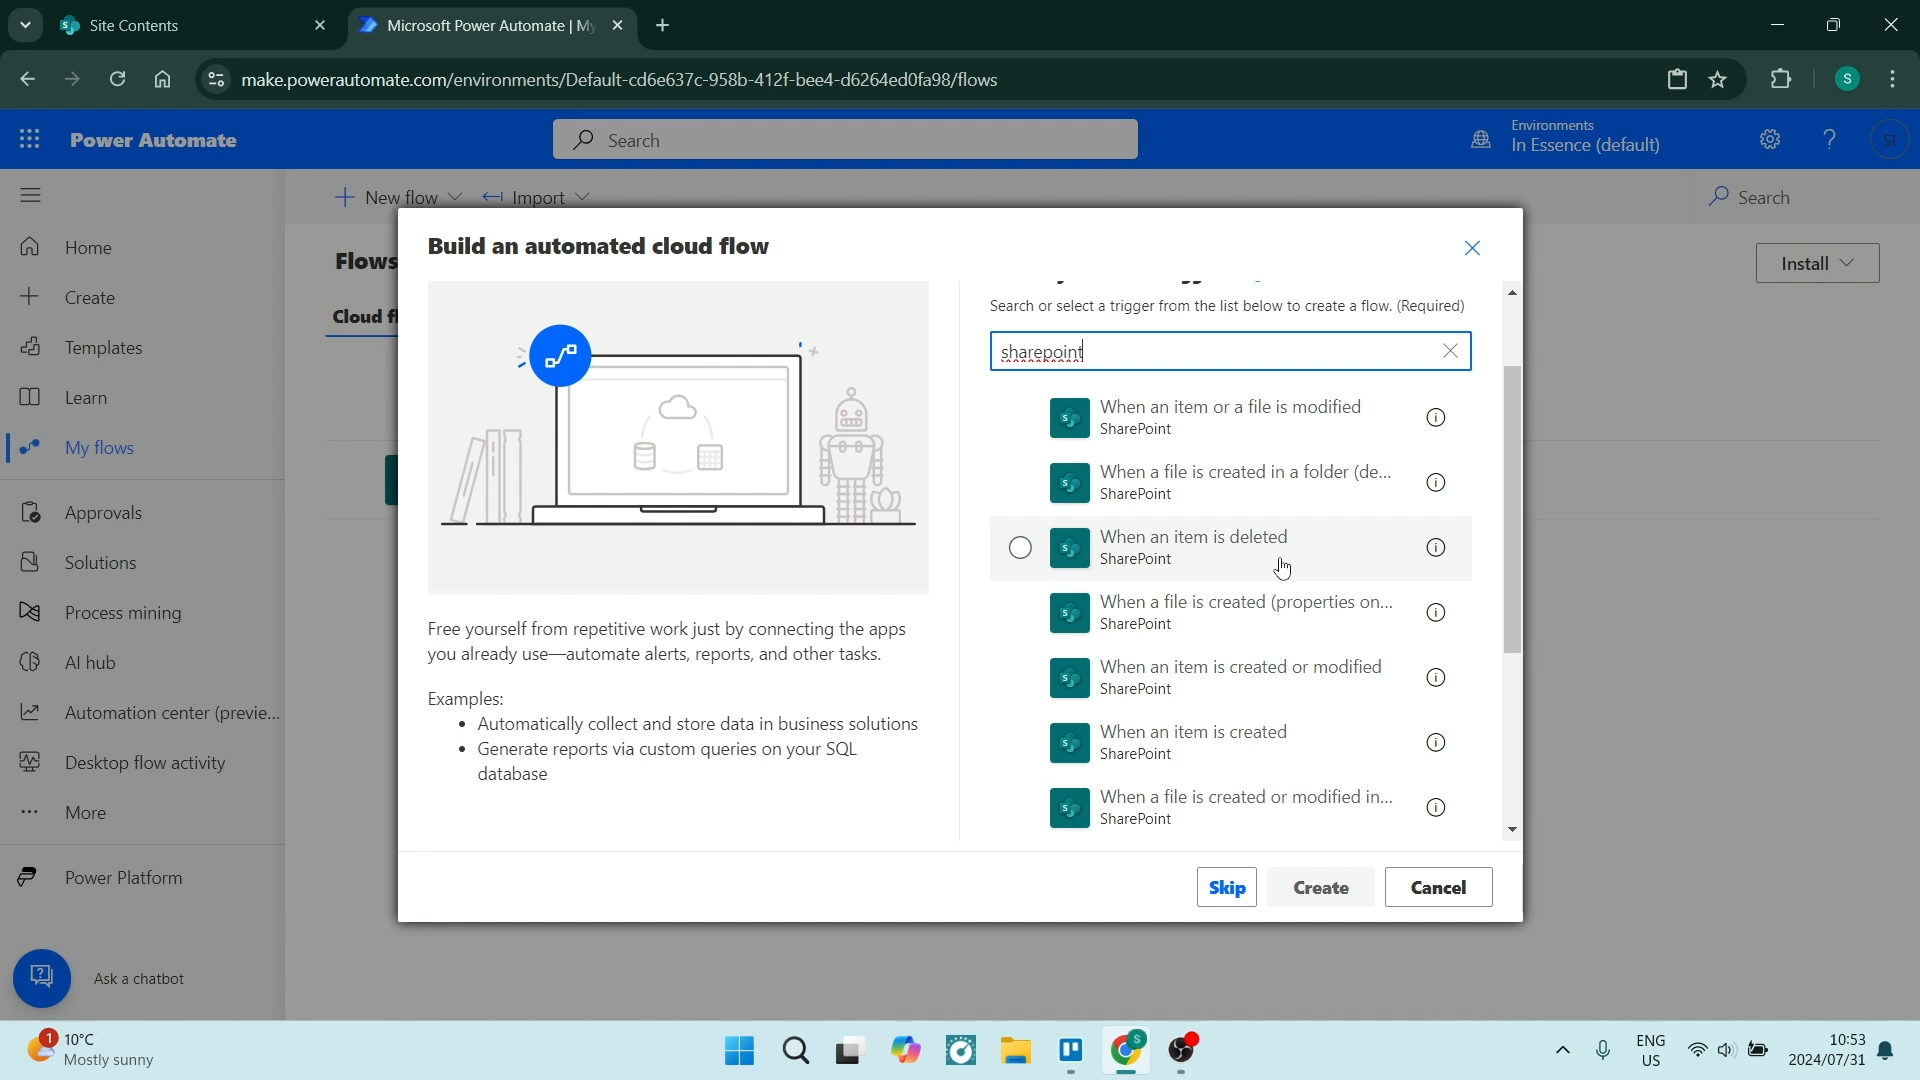 Site Contents
Microsoft Power Automate | My
make.powerautomate.com/environments/Default-cd6e637c-958b-412f-bee4-d6264ed0fa98/flows
S
Power Automate
Search
Environments
In Essence (default)
SI
New flow
Import
Search
Home
Create
Templates
Learn
My flows
Approvals
Solutions
Process mining
AI hub
Automation center (previe...
Desktop flow activity
More
Power Platform
Ask a chatbot
Flows
Cloud fl
Install
Build an automated cloud flow
Free yourself from repetitive work just by connecting the apps
you already use—automate alerts, reports, and other tasks.
Examples:
• Automatically collect and store data in business solutions
• Generate reports via custom queries on your SQL
database
Search or select a trigger from the list below to create a flow. (Required)
sharepoint
When an item or a file is modified
SharePoint
When a file is created in a folder (de...
SharePoint
When an item is deleted
SharePoint
When a file is created (properties on...
SharePoint
When an item is created or modified
SharePoint
When an item is created
SharePoint
When a file is created or modified in...
SharePoint
Skip
Create
Cancel
1
10°C
Mostly sunny
S
ENG
US
10:53
2024/07/31